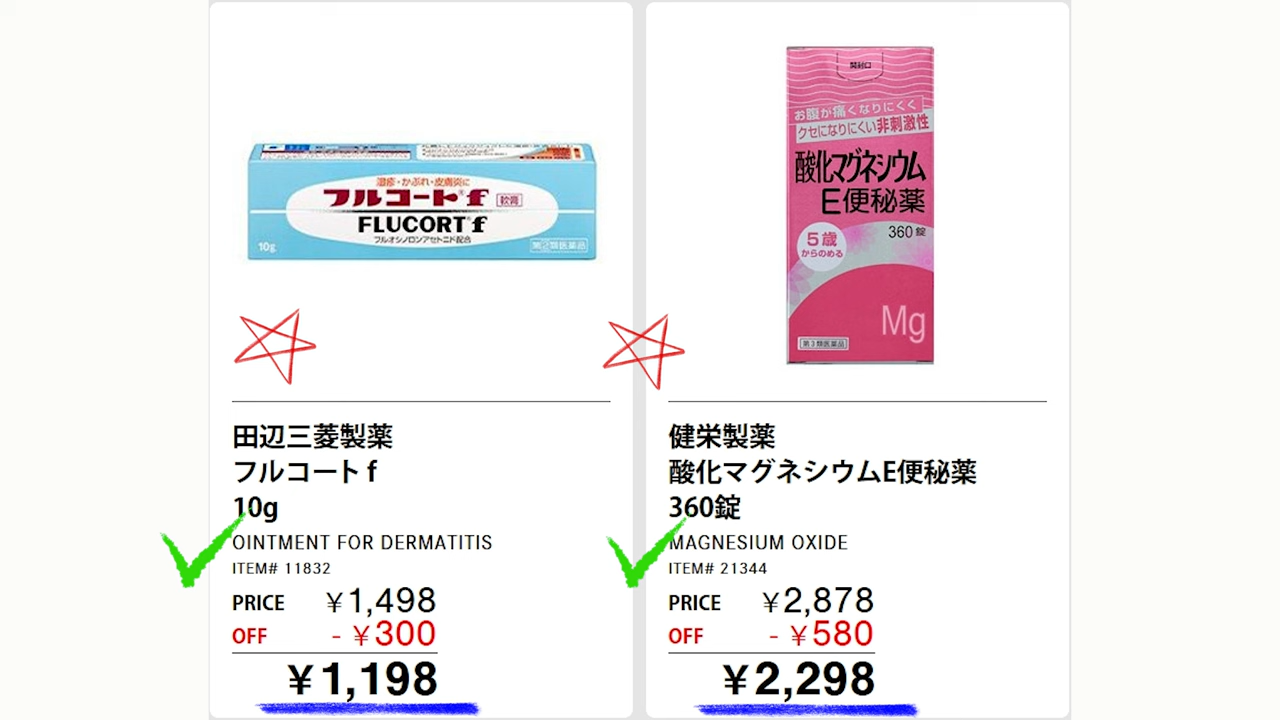 湿疹・かぶれ・皮膚炎に
フルコート®f 軟膏
FLUCORT®f
フルオシノロンアセトニド配合
10g
第②類医薬品
田辺三菱製薬
フルコート f
10g
OINTMENT FOR DERMATITIS
ITEM# 11832
PRICE ¥1,498
OFF - ¥300
¥1,198
開封口
お腹が痛くなりにくく
クセになりにくい非刺激性
酸化マグネシウム
E便秘薬
360錠
5歳
からのめる
Mg
第3類医薬品
健栄製薬
酸化マグネシウムE便秘薬
360錠
MAGNESIUM OXIDE
ITEM# 21344
PRICE ¥2,878
OFF - ¥580
¥2,298